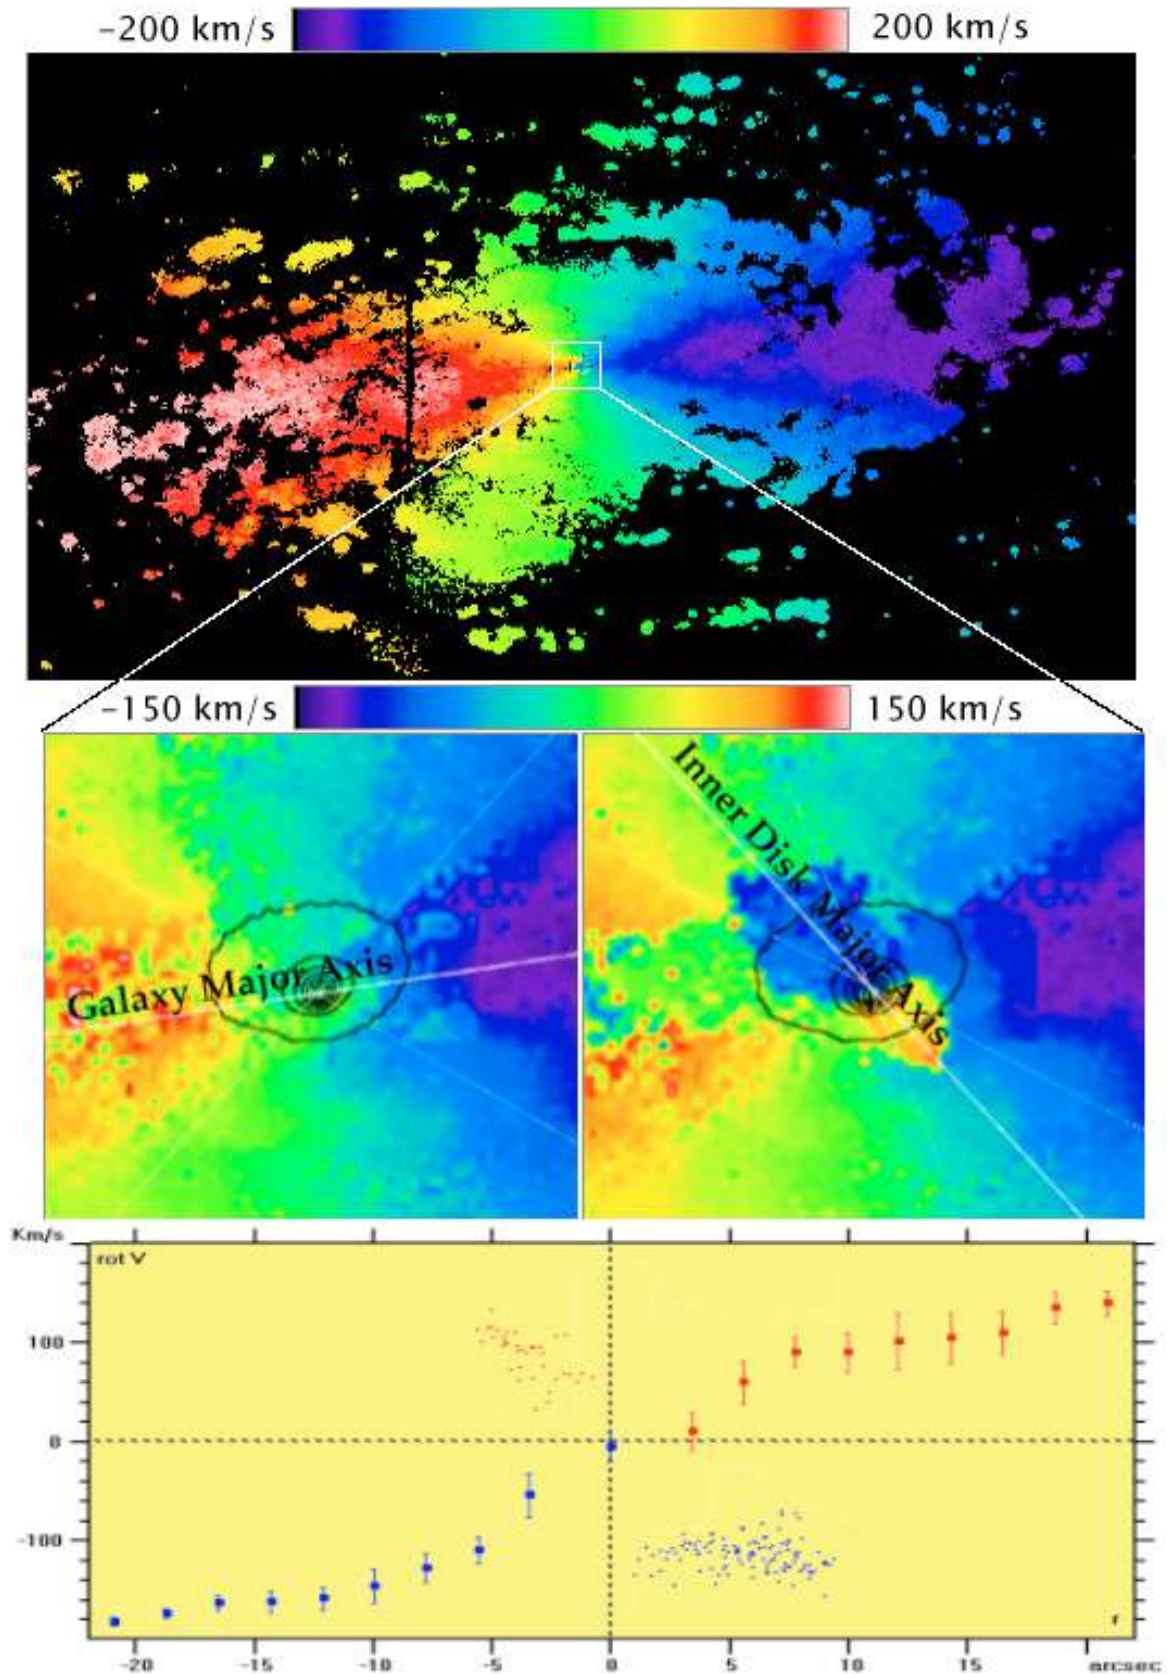 -200 km/s 200 km/s
-150 km/s 150 km/s
Galaxy Major Axis
Inner Disk Major Axis
Km/s
rot V
100
0
-100
r
-20 -15 -10 -5 0 5 10 15 arcsec